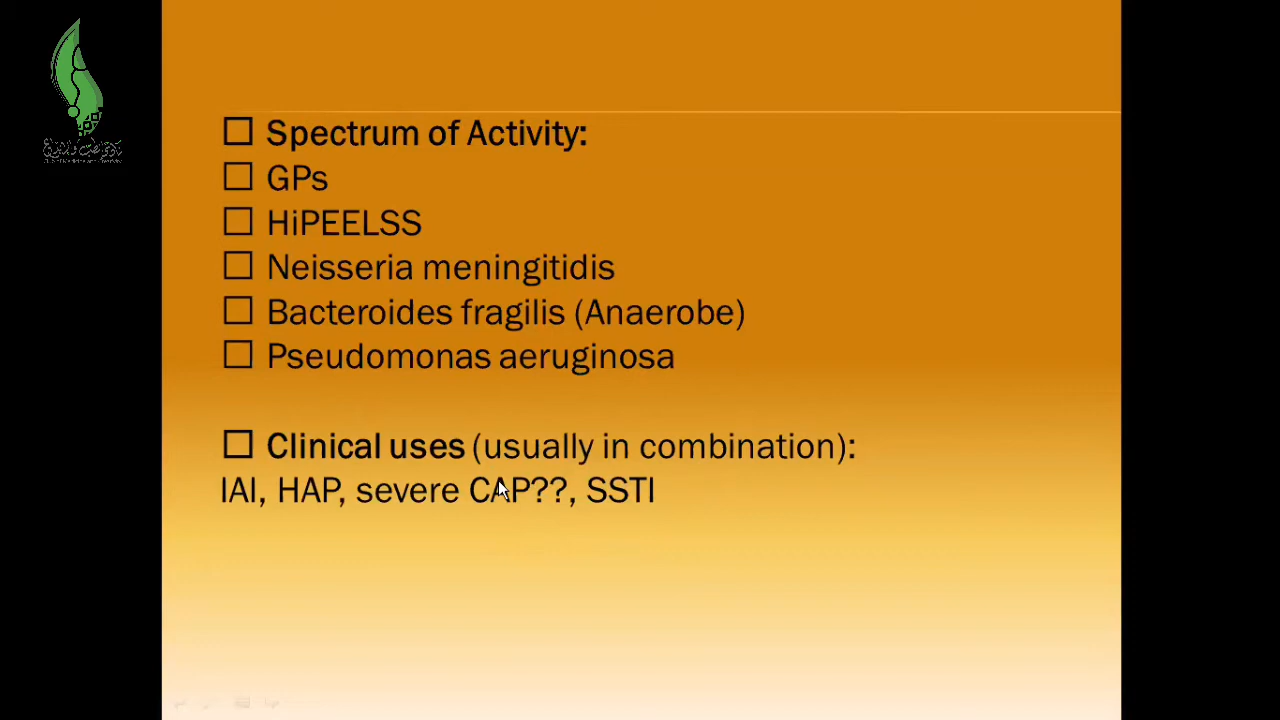 Spectrum of Activity:
GPs
HiPEELSS
Neisseria meningitidis
Bacteroides fragilis (Anaerobe)
Pseudomonas aeruginosa
Clinical uses (usually in combination):
IAI, HAP, severe CAP??, SSTI